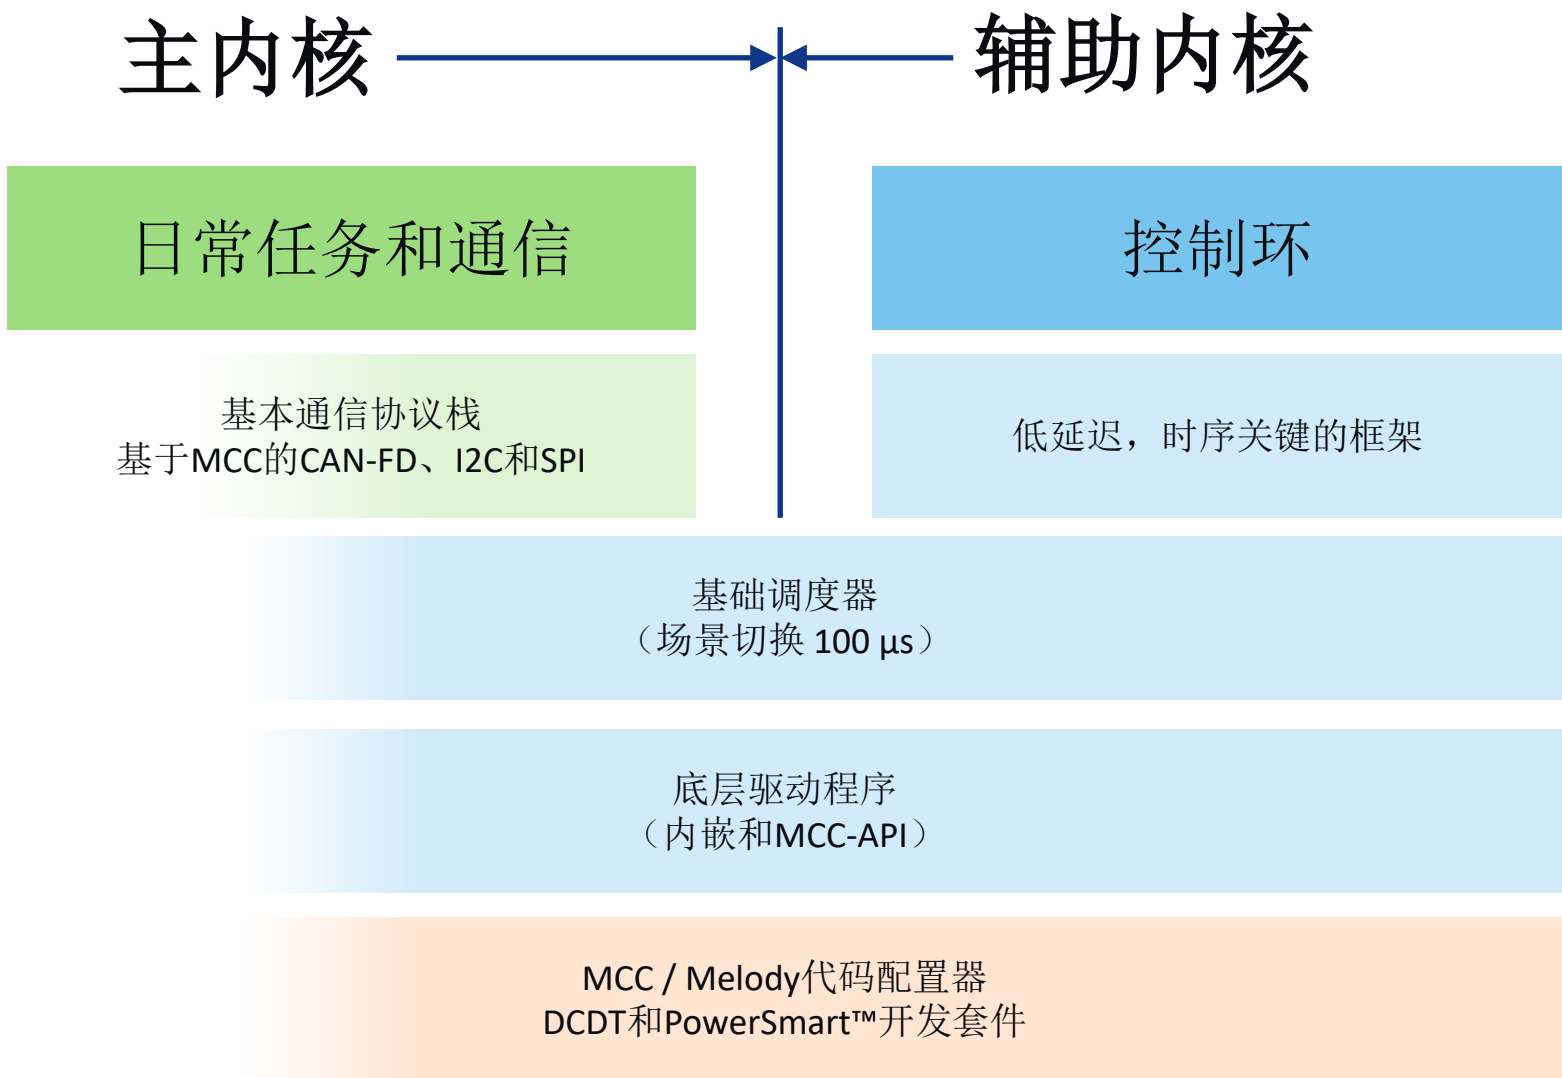 主内核
辅助内核
日常任务和通信
控制环
基本通信协议栈
基于MCC的CAN-FD、I2C和SPI
低延迟，时序关键的框架
基础调度器
（场景切换 100 μs）
底层驱动程序
（内嵌和MCC-API）
MCC / Melody代码配置器
DCDT和PowerSmart™开发套件